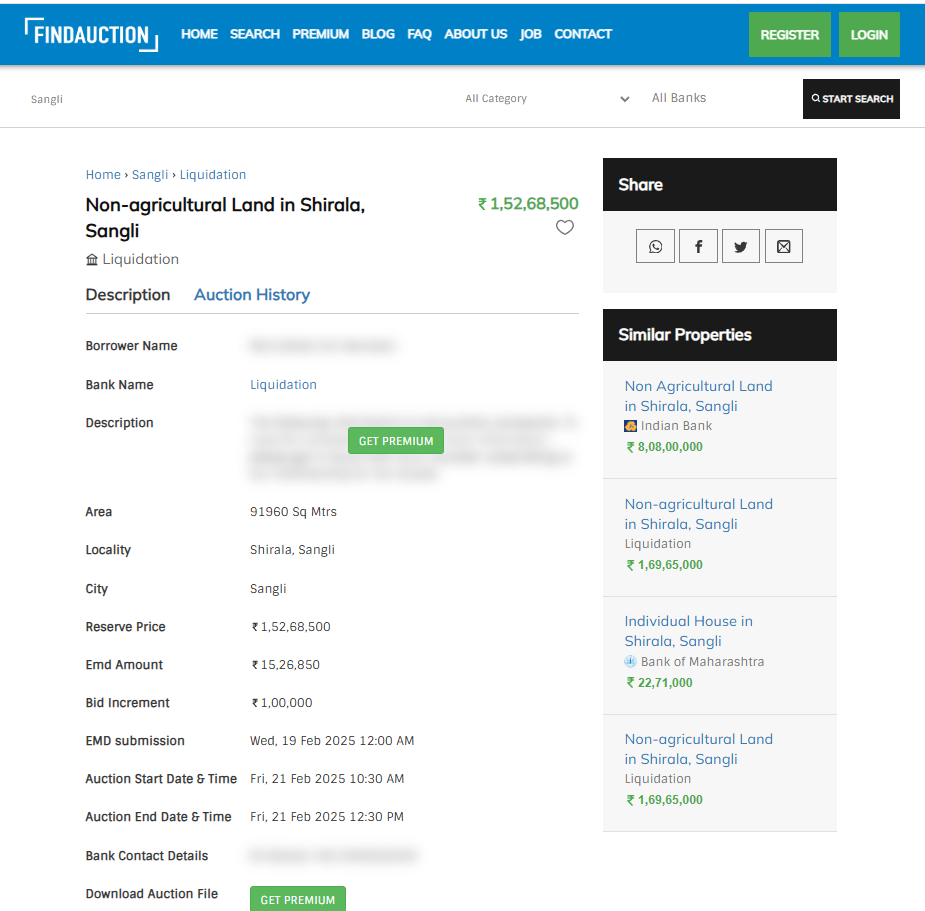 FINDAUCTION
HOME SEARCH PREMIUM BLOG FAQ ABOUT US JOB CONTACT
REGISTER LOGIN
Sangli All Category All Banks START SEARCH
Home › Sangli › Liquidation
Non-agricultural Land in Shirala,
Sangli
₹ 1,52,68,500
Liquidation
Description Auction History
Borrower Name
Bank Name Liquidation
Description
GET PREMIUM
Area 91960 Sq Mtrs
Locality Shirala, Sangli
City Sangli
Reserve Price ₹ 1,52,68,500
Emd Amount ₹ 15,26,850
Bid Increment ₹ 1,00,000
EMD submission Wed, 19 Feb 2025 12:00 AM
Auction Start Date & Time Fri, 21 Feb 2025 10:30 AM
Auction End Date & Time Fri, 21 Feb 2025 12:30 PM
Bank Contact Details
Download Auction File GET PREMIUM
Share
Similar Properties
Non Agricultural Land
in Shirala, Sangli
Indian Bank
₹ 8,08,00,000
Non-agricultural Land
in Shirala, Sangli
Liquidation
₹ 1,69,65,000
Individual House in
Shirala, Sangli
Bank of Maharashtra
₹ 22,71,000
Non-agricultural Land
in Shirala, Sangli
Liquidation
₹ 1,69,65,000